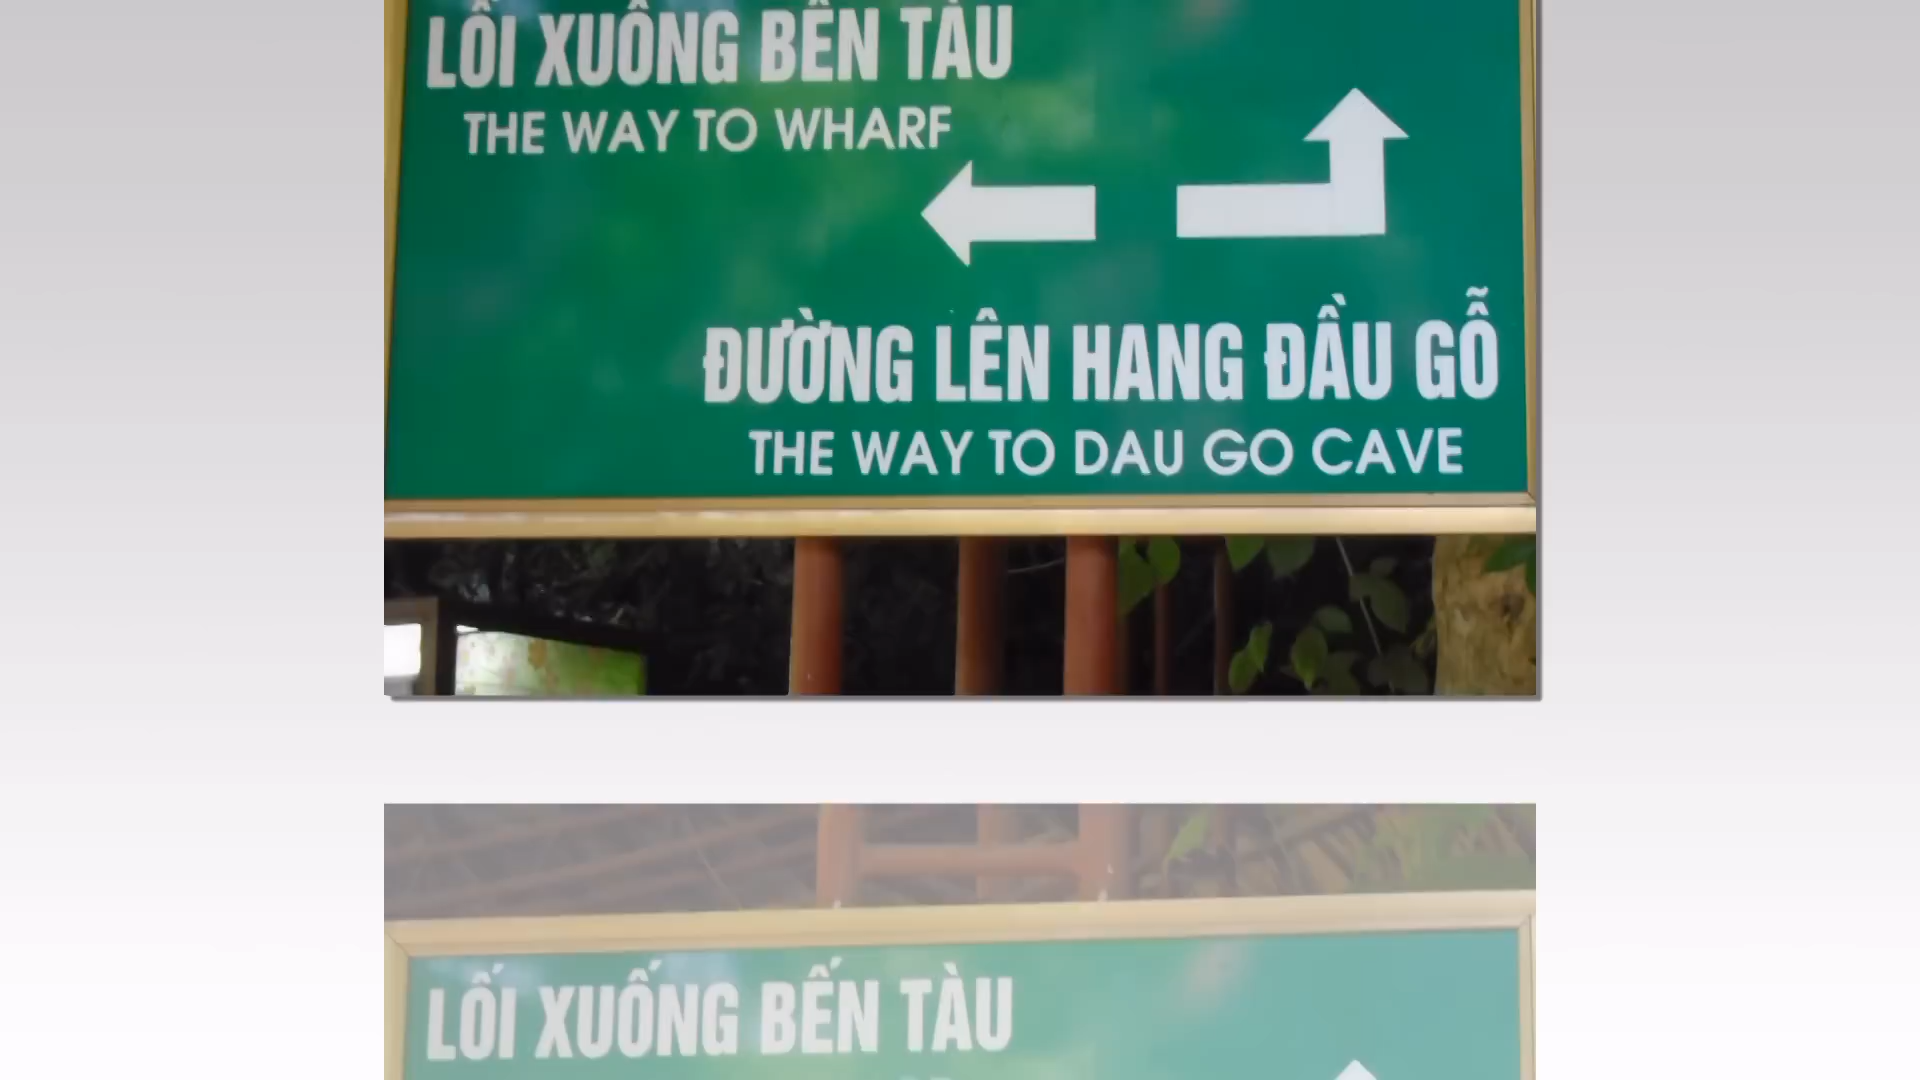 LỐI XUỐNG BẾN TÀU
THE WAY TO WHARF
ĐƯỜNG LÊN HANG ĐẦU GỖ
THE WAY TO DAU GO CAVE
LỐI XUỐNG BẾN TÀU